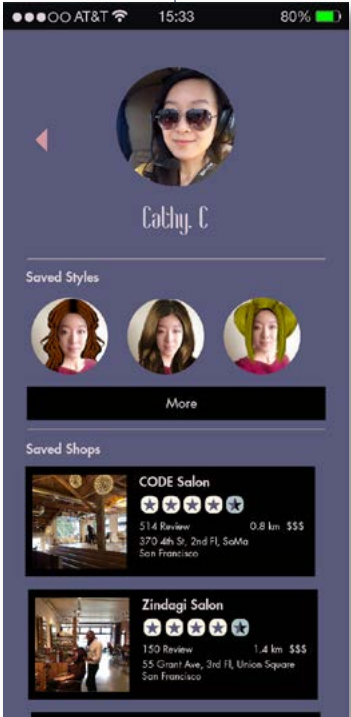 AT&T 15:33 80%
Cathy. C
Saved Styles
More
Saved Shops
CODE Salon
514 Review 0.8 km $$$
370 4th St, 2nd Fl, SoMa
San Francisco
Zindagi Salon
150 Review 1.4 km $$$
55 Grant Ave, 3rd Fl, Union Square
San Francisco